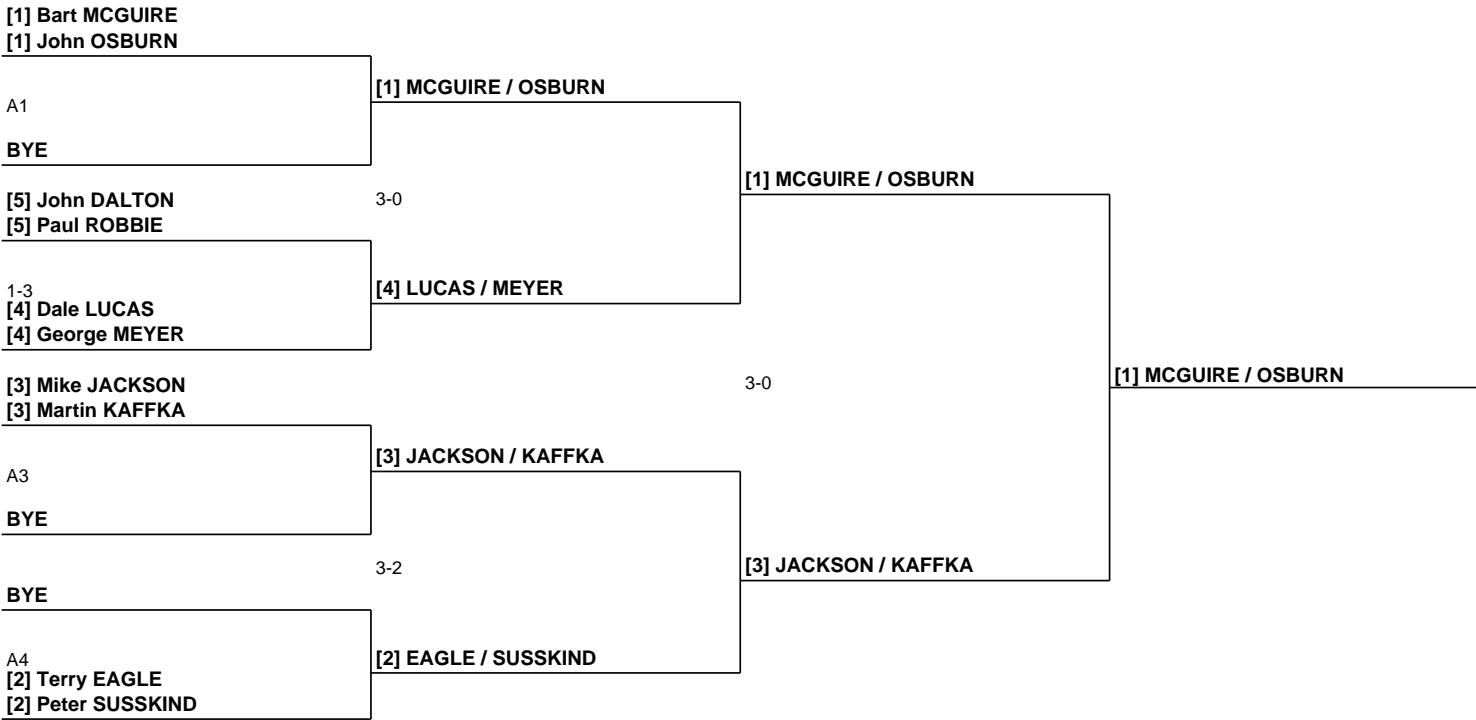 [1] Bart MCGUIRE
[1] John OSBURN
[1] MCGUIRE / OSBURN
A1
BYE
[1] MCGUIRE / OSBURN
[5] John DALTON
3-0
[5] Paul ROBBIE
1-3
[4] LUCAS / MEYER
[4] Dale LUCAS
[4] George MEYER
[3] Mike JACKSON
3-0
[1] MCGUIRE / OSBURN
[3] Martin KAFFKA
[3] JACKSON / KAFFKA
A3
BYE
3-2
[3] JACKSON / KAFFKA
BYE
A4
[2] EAGLE / SUSSKIND
[2] Terry EAGLE
[2] Peter SUSSKIND